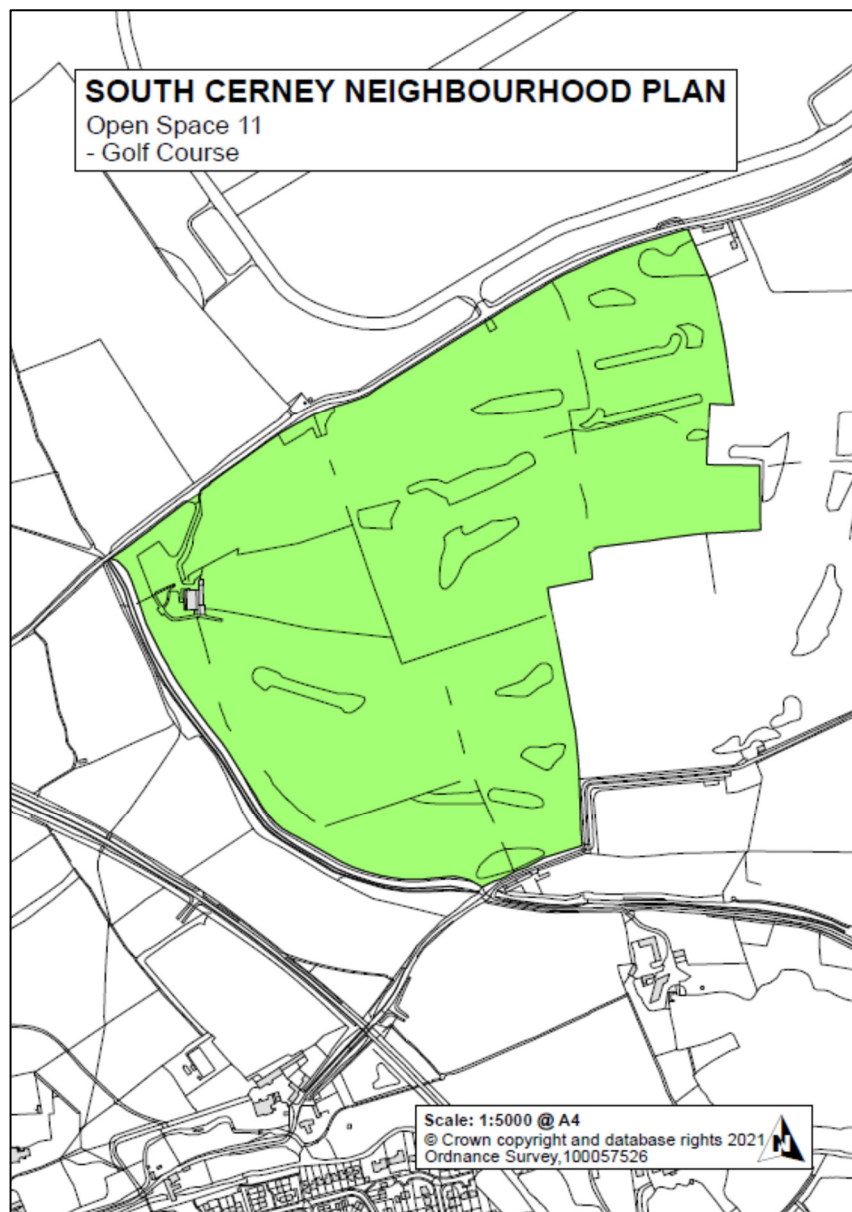 SOUTH CERNEY NEIGHBOURHOOD PLAN
Open Space 11
- Golf Course
Scale: 1:5000 @ A4
© Crown copyright and database rights 2021
Ordnance Survey,100057526
N